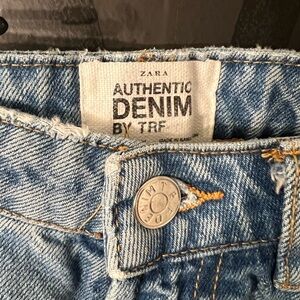 ZARA
AUTHENTIC
DENIM
BY TRF